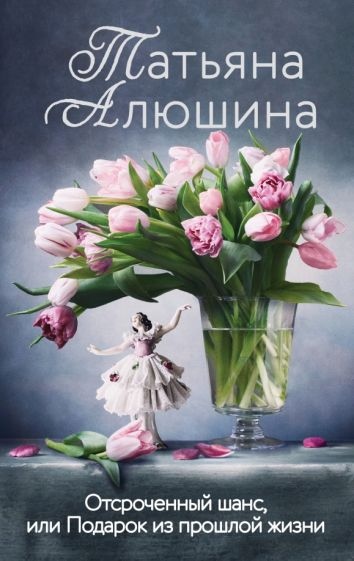 Татьяна
Алюшина
Отсроченный шанс,
или Подарок из прошлой жизни